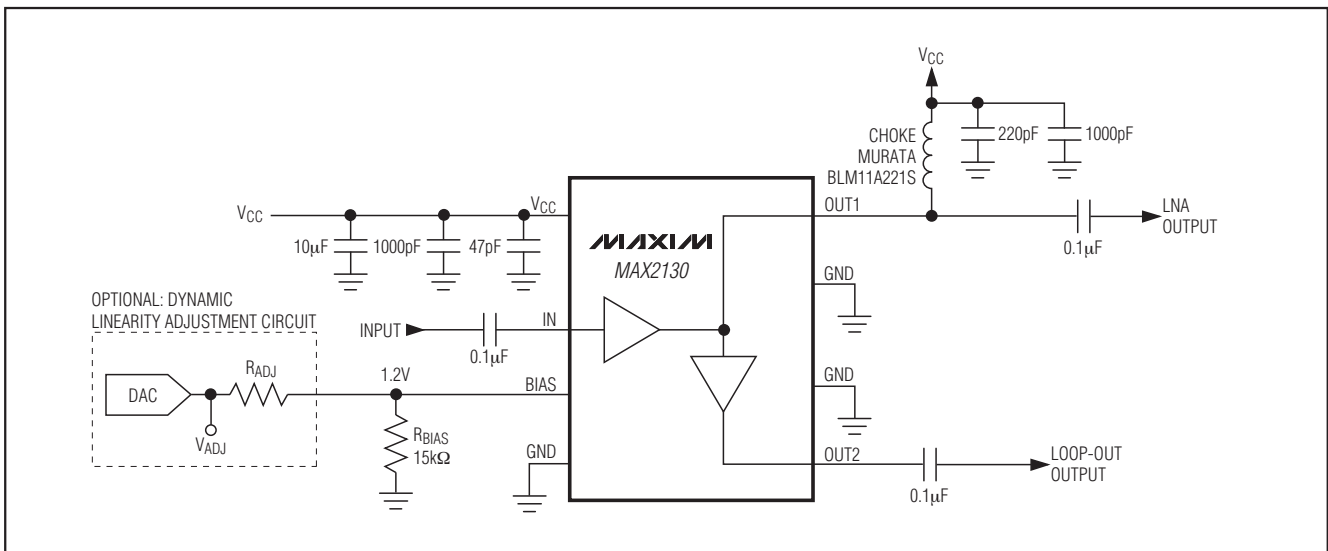 VCC
CHOKE
MURATA
BLM11A221S
220pF
1000pF
VCC
10μF
1000pF
47pF
VCC
MAXIM
MAX2130
OUT1
0.1μF
LNA
OUTPUT
GND
OPTIONAL: DYNAMIC
LINEARITY ADJUSTMENT CIRCUIT
INPUT
0.1μF
IN
DAC
RADJ
VADJ
1.2V
BIAS
RBIAS
15kΩ
GND
GND
OUT2
0.1μF
LOOP-OUT
OUTPUT